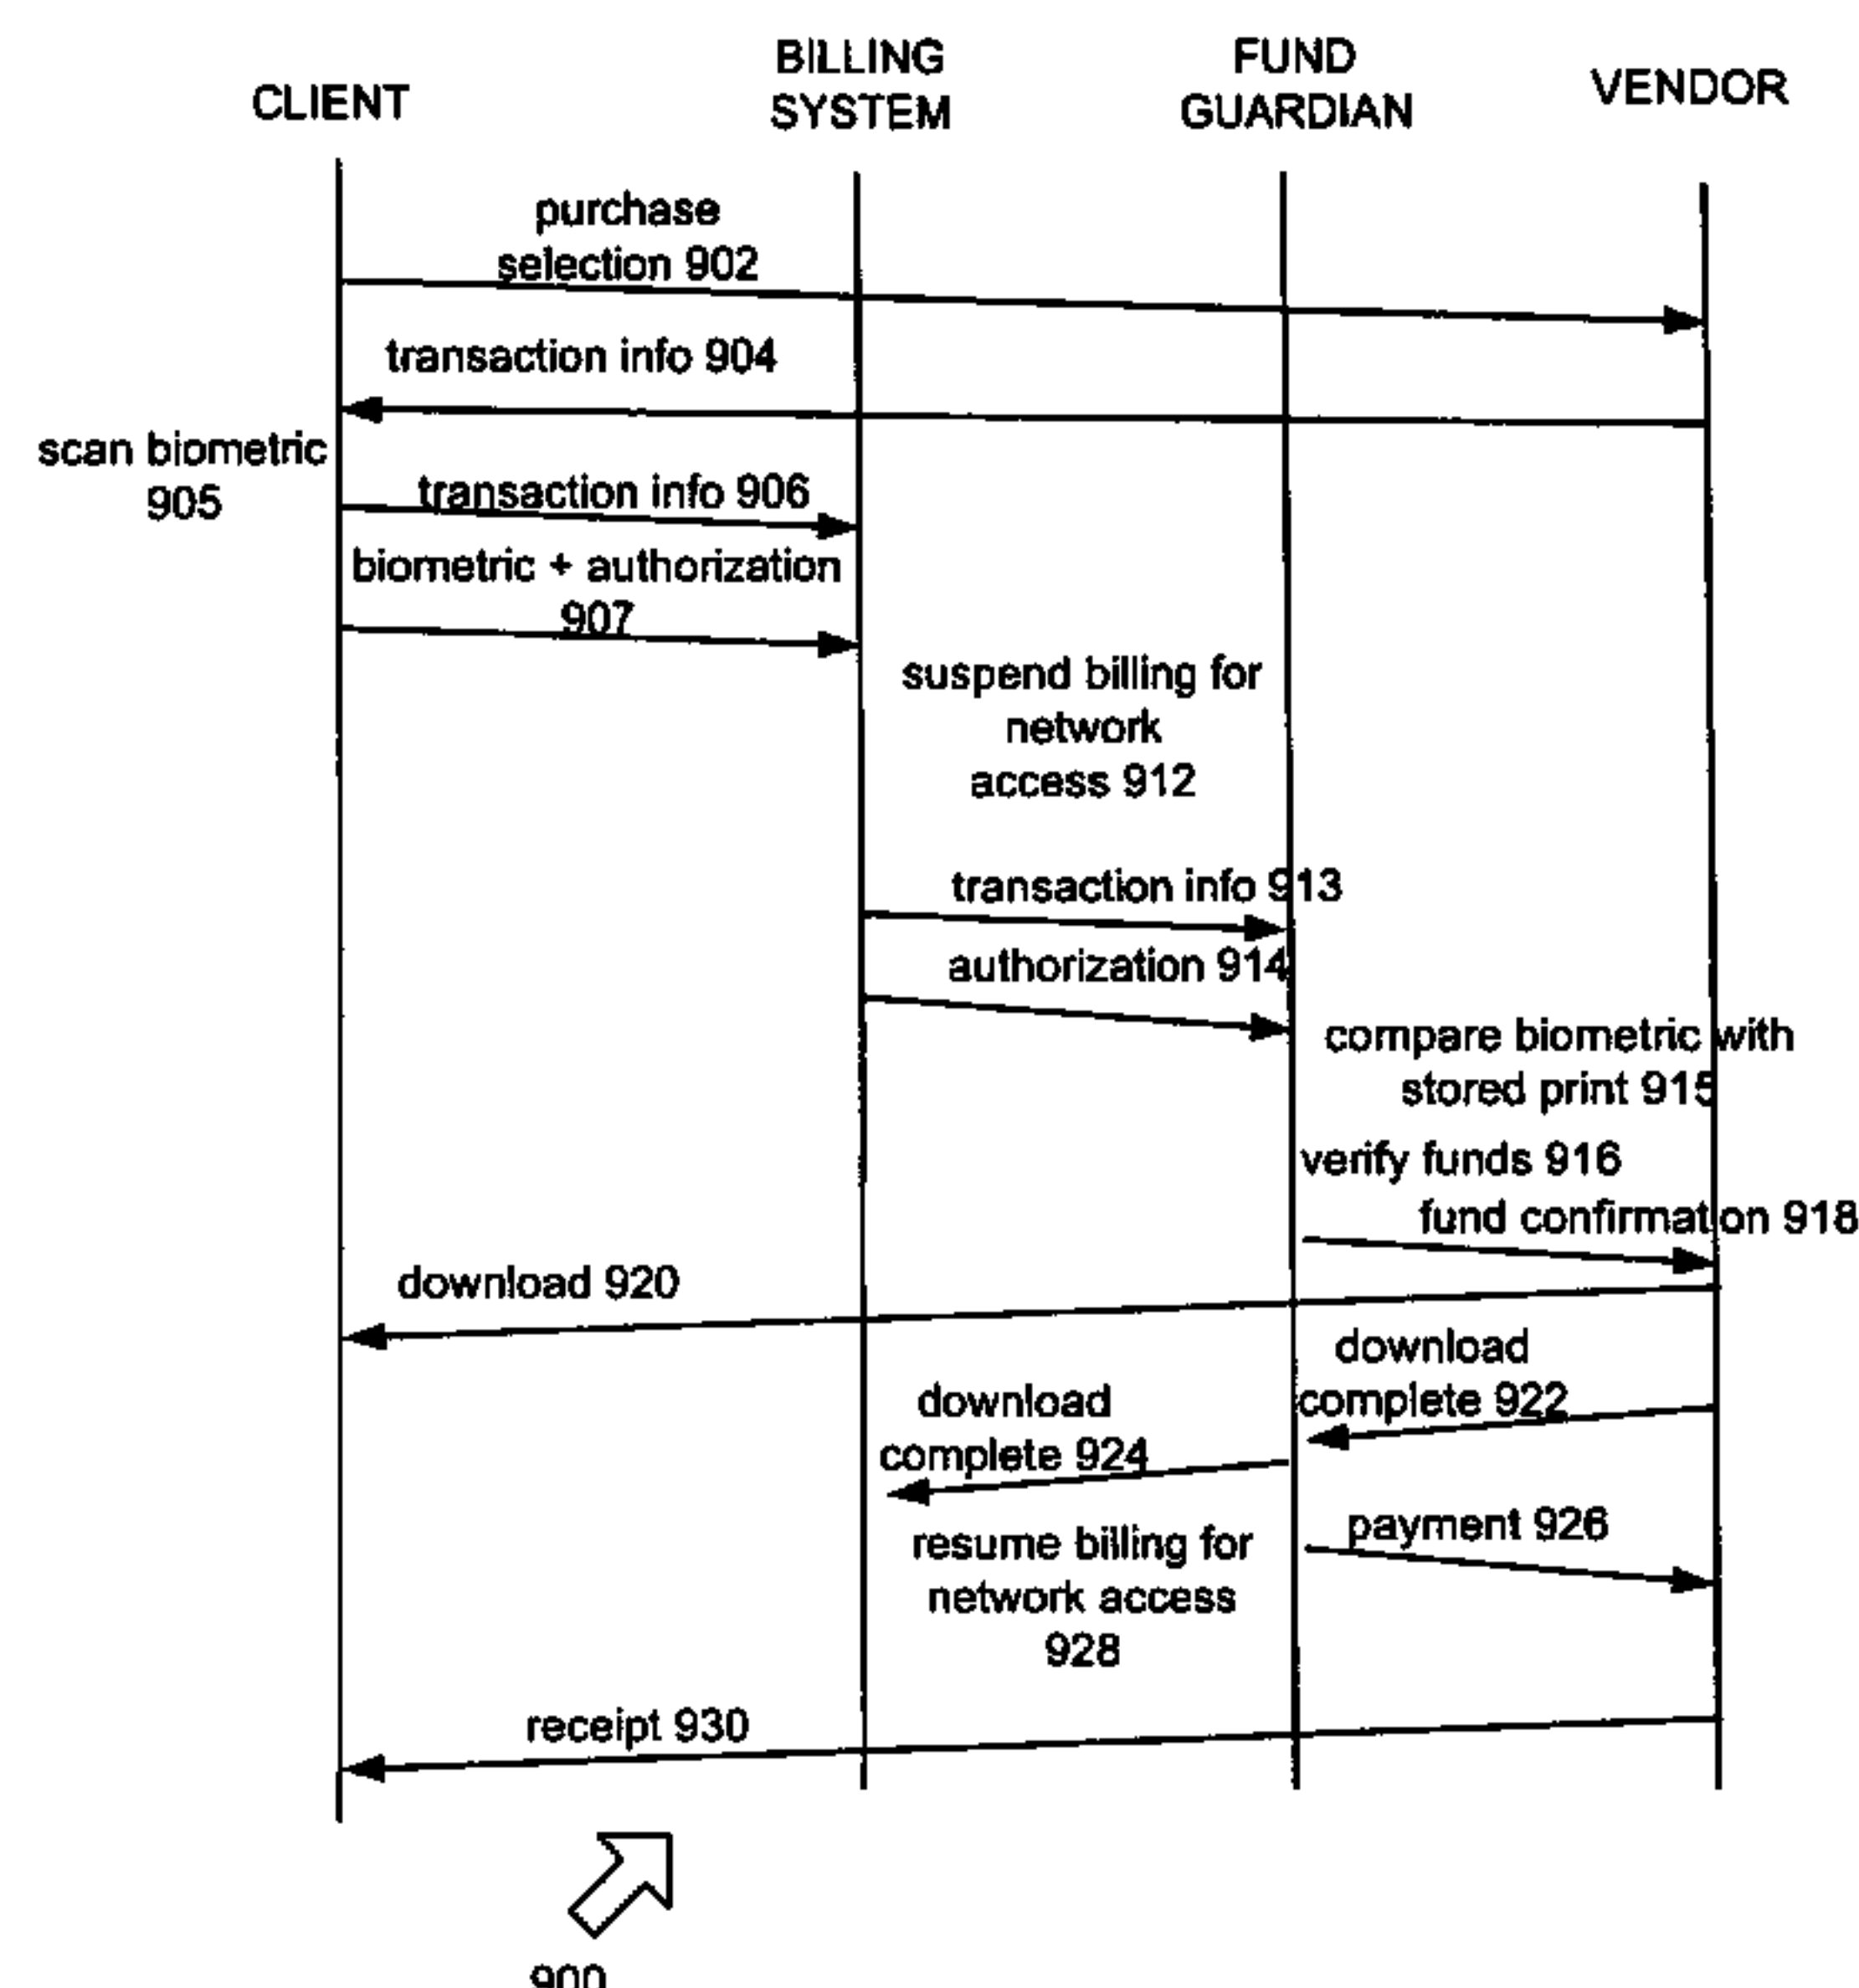 CLIENT
BILLING
SYSTEM
FUND
GUARDIAN
VENDOR
purchase
selection 902
transaction info 904
scan biometric
905
transaction info 906
biometric + authorization
907
suspend billing for
network
access 912
transaction info 913
authorization 914
compare biometric with
stored print 915
verify funds 916
fund confirmation 918
download 920
download
complete 922
download
complete 924
payment 926
resume billing for
network access
928
receipt 930
900